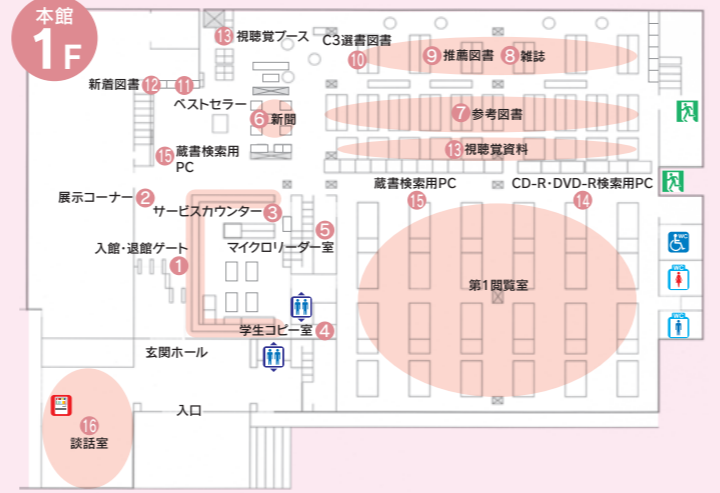 本館
1F
13 視聴覚ブース
C3選書図書
10
9 推薦図書 8 雑誌
新着図書 12 11
ベストセラー
6 新聞
7 参考図書
15 蔵書検索用
PC
13 視聴覚資料
蔵書検索用PC
15
CD-R・DVD-R検索用PC
14
展示コーナー 2
サービスカウンター 3
5
マイクロリーダー室
入館・退館ゲート
1
第1閲覧室
WC
WC
WC
学生コピー室 4
玄関ホール
入口
16
談話室